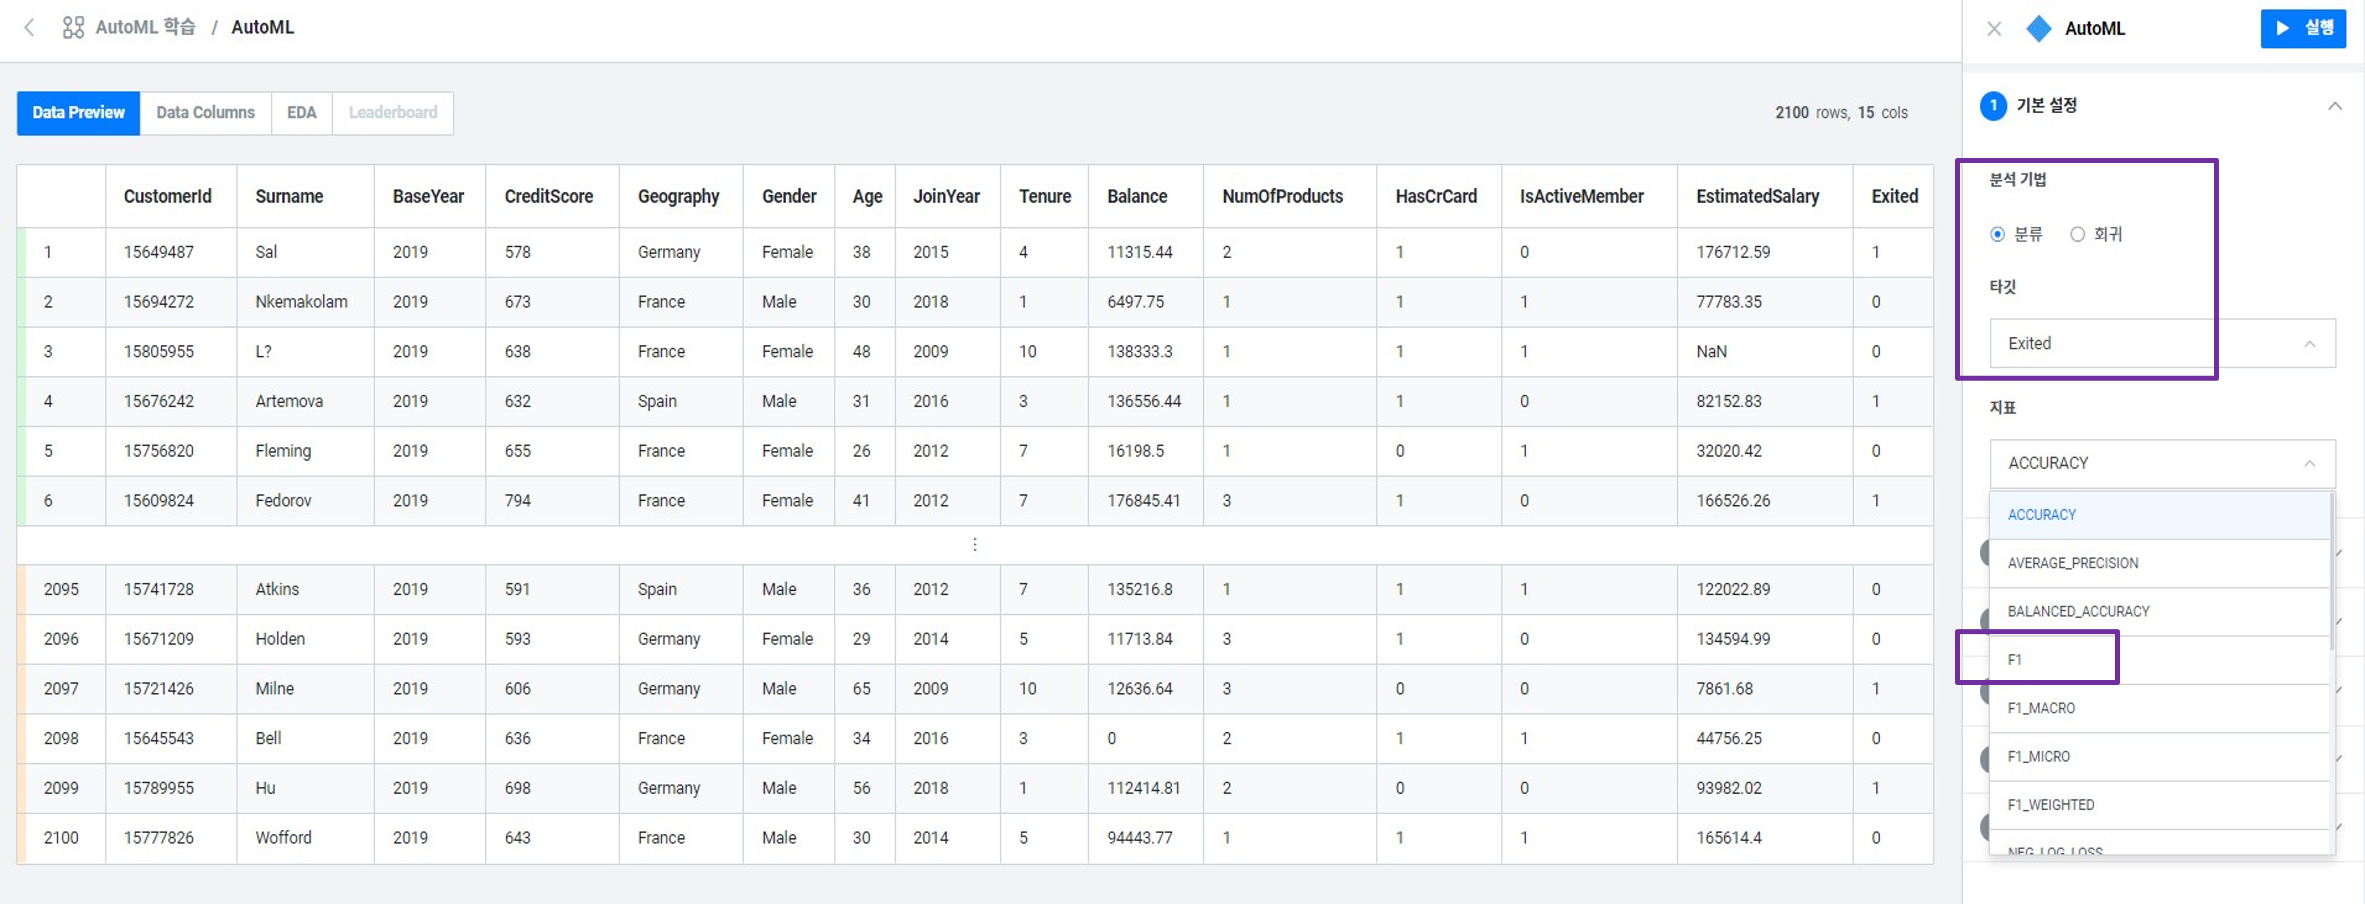 AutoML 학습 / AutoML
Data Preview Data Columns EDA Leaderboard
2100 rows, 15 cols
CustomerId Surname BaseYear CreditScore Geography Gender Age JoinYear Tenure Balance NumOfProducts HasCrCard IsActiveMember EstimatedSalary Exited
1 15649487 Sal 2019 578 Germany Female 38 2015 4 11315.44 2 1 0 176712.59 1
2 15694272 Nkemakolam 2019 673 France Male 30 2018 1 6497.75 1 1 1 77783.35 0
3 15805955 L? 2019 638 France Female 48 2009 10 138333.3 1 1 1 NaN 0
4 15676242 Artemova 2019 632 Spain Male 31 2016 3 136556.44 1 1 0 82152.83 1
5 15756820 Fleming 2019 655 France Female 26 2012 7 16198.5 1 0 1 32020.42 0
6 15609824 Fedorov 2019 794 France Female 41 2012 7 176845.41 3 1 0 166526.26 1
2095 15741728 Atkins 2019 591 Spain Male 36 2012 7 135216.8 1 1 1 122022.89 0
2096 15671209 Holden 2019 593 Germany Female 29 2014 5 11713.84 3 1 0 134594.99 0
2097 15721426 Milne 2019 606 Germany Male 65 2009 10 12636.64 3 0 0 7861.68 1
2098 15645543 Bell 2019 636 France Female 34 2016 3 0 2 1 1 44756.25 0
2099 15789955 Hu 2019 698 Germany Male 56 2018 1 112414.81 2 0 0 93982.02 1
2100 15777826 Wofford 2019 643 France Male 30 2014 5 94443.77 1 1 1 165614.4 0
AutoML 실행
1 기본 설정
분석 기법
분류 회귀
타깃
Exited
지표
ACCURACY
ACCURACY
AVERAGE_PRECISION
BALANCED_ACCURACY
F1
F1_MACRO
F1_MICRO
F1_WEIGHTED
NEG_LOG_LOSS